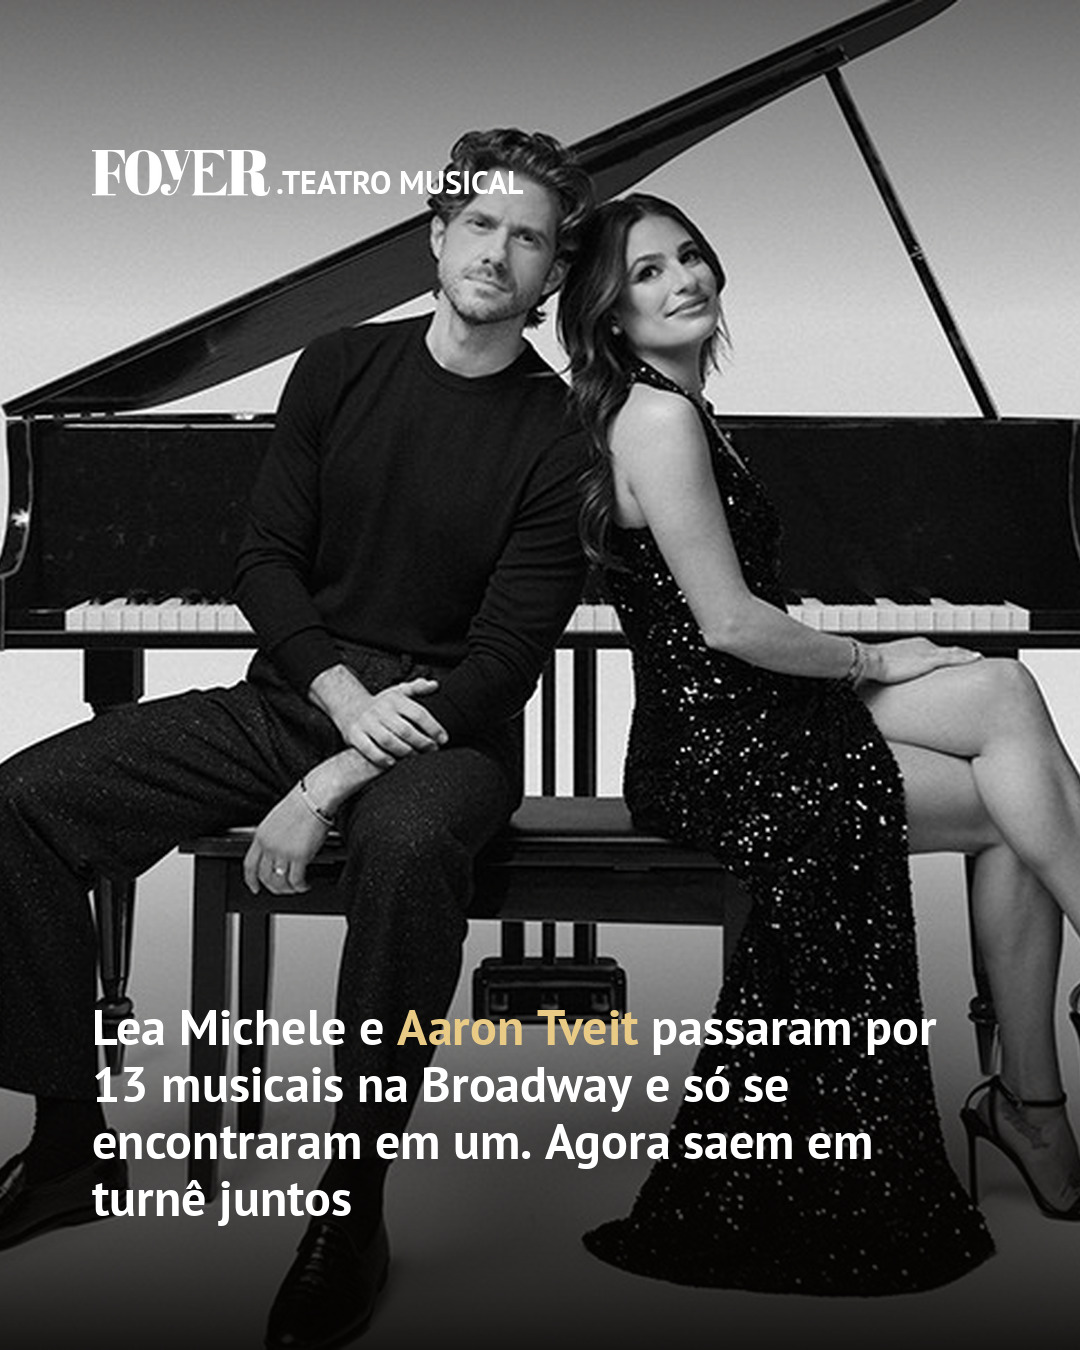 FOYER .TEATRO MUSICAL
Lea Michele e Aaron Tveit passaram por
13 musicais na Broadway e só se
encontraram em um. Agora saem em
turnê juntos